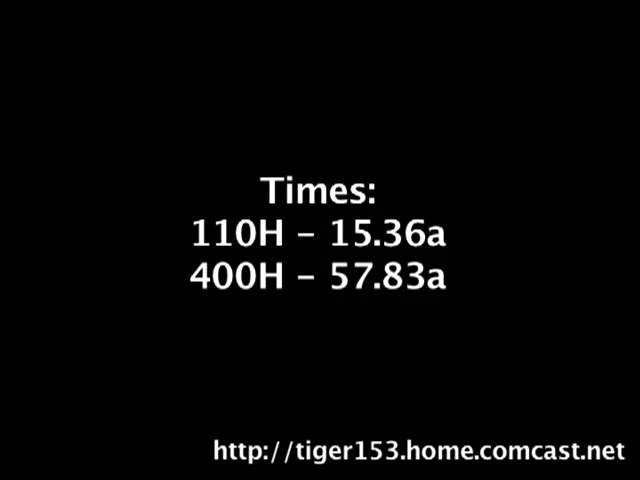 Times:
110H – 15.36a
400H – 57.83a
http://tiger153.home.comcast.net